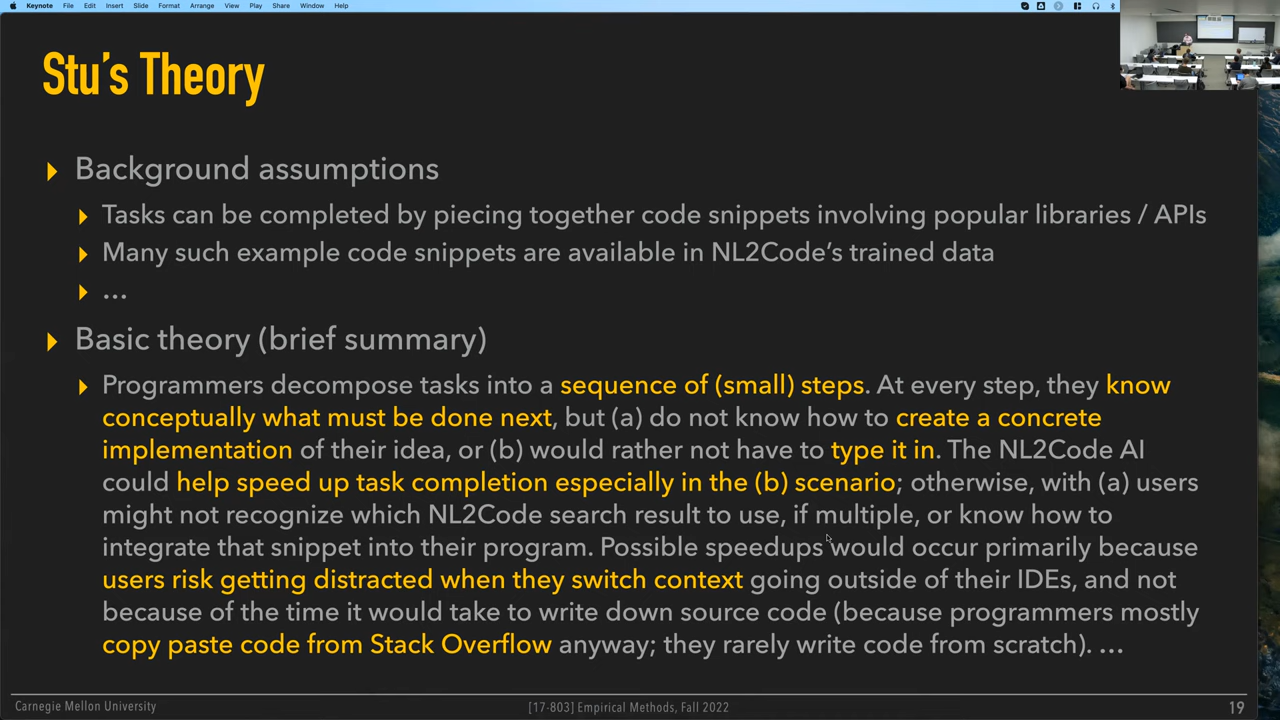 Keynote File Edit Insert Slide Format Arrange View Play Share Window Help
Stu's Theory
Background assumptions
Tasks can be completed by piecing together code snippets involving popular libraries / APIs
Many such example code snippets are available in NL2Code's trained data
…
Basic theory (brief summary)
Programmers decompose tasks into a sequence of (small) steps. At every step, they know
conceptually what must be done next, but (a) do not know how to create a concrete
implementation of their idea, or (b) would rather not have to type it in. The NL2Code AI
could help speed up task completion especially in the (b) scenario; otherwise, with (a) users
might not recognize which NL2Code search result to use, if multiple, or know how to
integrate that snippet into their program. Possible speedups would occur primarily because
users risk getting distracted when they switch context going outside of their IDEs, and not
because of the time it would take to write down source code (because programmers mostly
copy paste code from Stack Overflow anyway; they rarely write code from scratch). …
Carnegie Mellon University [17-803] Empirical Methods, Fall 2022 19